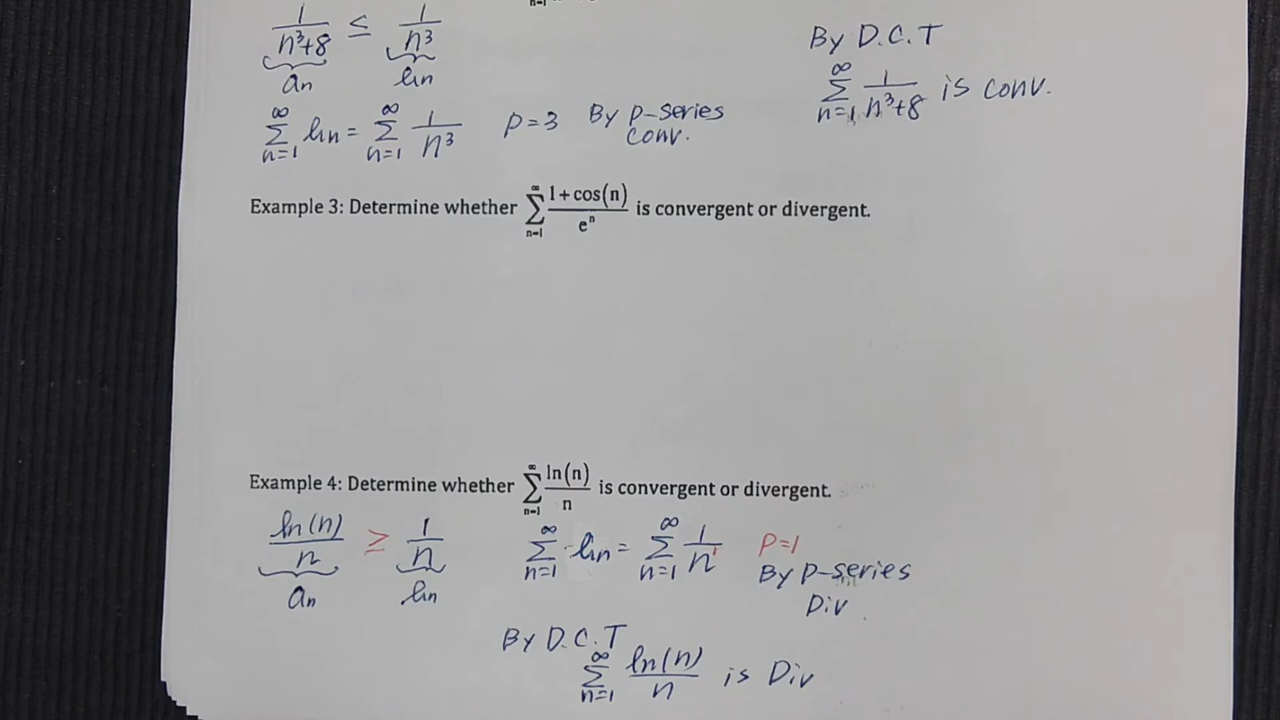 n=1
1/(n³+8) ≤ 1/n³
aₙ bₙ
∞∑n=1 bₙ = ∞∑n=1 1/n³ P=3 By P-series conv.
By D.C.T
∞∑n=1 1/(n³+8) is conv.
Example 3: Determine whether ∞∑n=1 (1+cos(n))/eⁿ is convergent or divergent.
Example 4: Determine whether ∞∑n=1 ln(n)/n is convergent or divergent.
ln(n)/n ≥ 1/n
aₙ bₙ
∞∑n=1 bₙ = ∞∑n=1 1/n¹ P=1
By P-series
Div
By D.C.T
∞∑n=1 ln(n)/n is Div